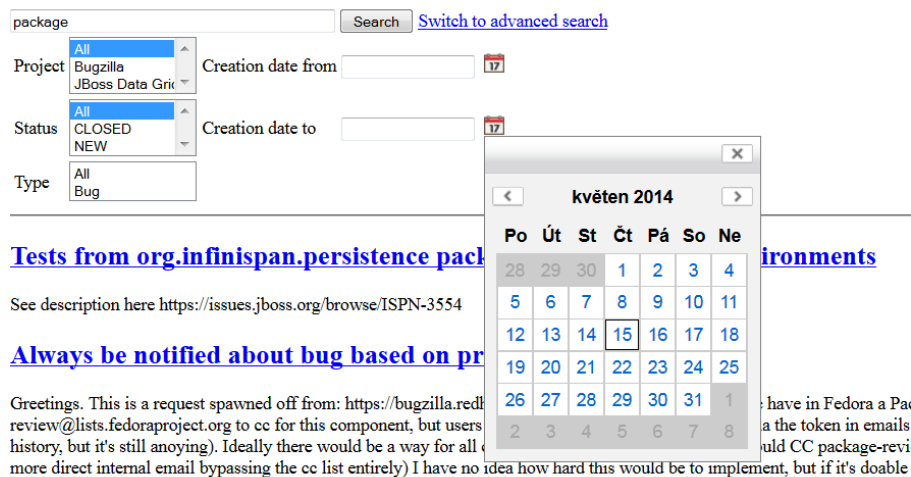 package Search Switch to advanced search
Project All Bugzilla JBoss Data Gri Creation date from 17
Status All CLOSED NEW Creation date to 17
Type All Bug
květen 2014
Po Út St Čt Pá So Ne
28 29 30 1 2 3 4
5 6 7 8 9 10 11
12 13 14 15 16 17 18
19 20 21 22 23 24 25
26 27 28 29 30 31 1
2 3 4 5 6 7 8
Tests from org.infinispan.persistence pack ironments
See description here https://issues.jboss.org/browse/ISPN-3554
Always be notified about bug based on pr
Greetings. This is a request spawned off from: https://bugzilla.redh have in Fedora a Pac
review@lists.fedoraproject.org to cc for this component, but users a the token in emails
history, but it's still anoying). Ideally there would be a way for all uld CC package-revi
more direct internal email bypassing the cc list entirely) I have no idea how hard this would be to implement, but if it's doable